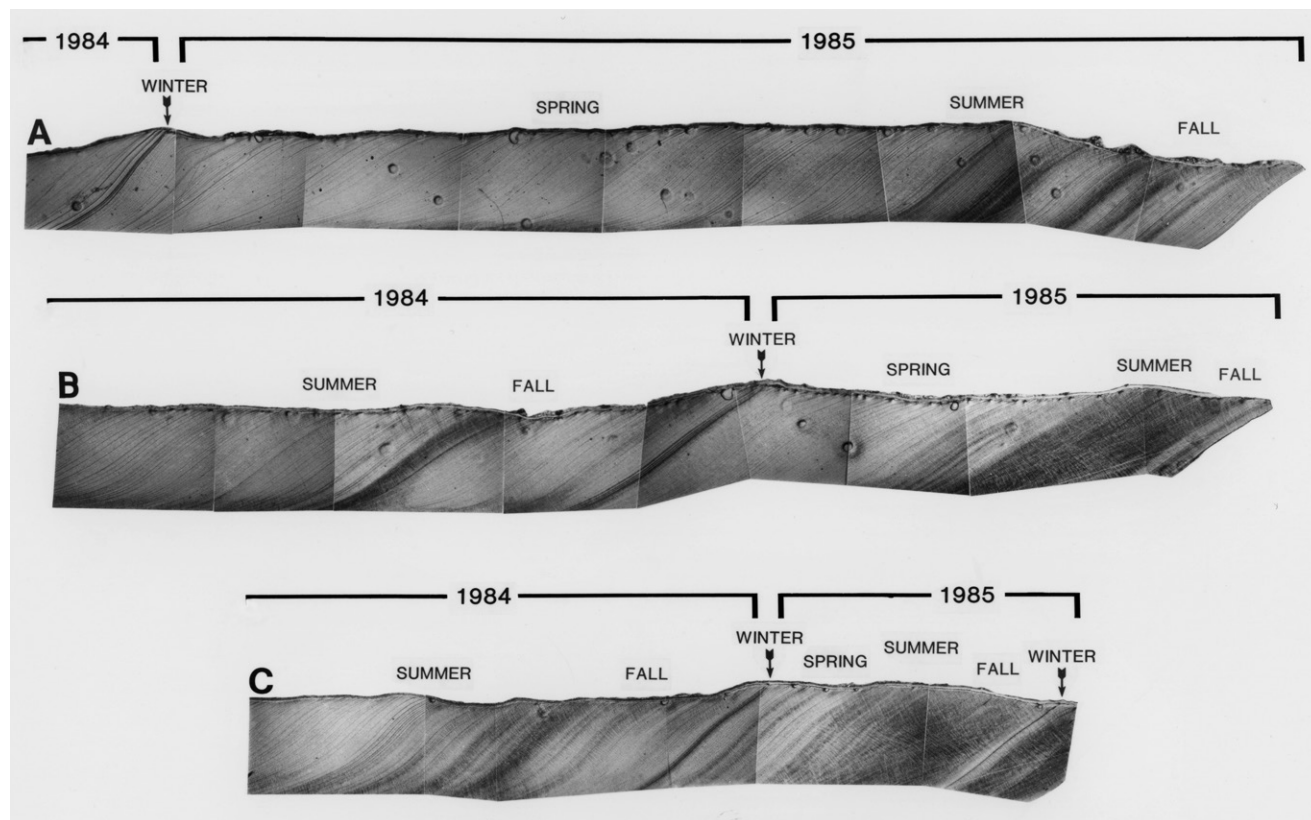 1984 1985
WINTER
SPRING SUMMER
A FALL
1984 1985
WINTER
B SUMMER FALL SPRING SUMMER FALL
1984 1985
WINTER SUMMER WINTER
C SUMMER FALL SPRING FALL